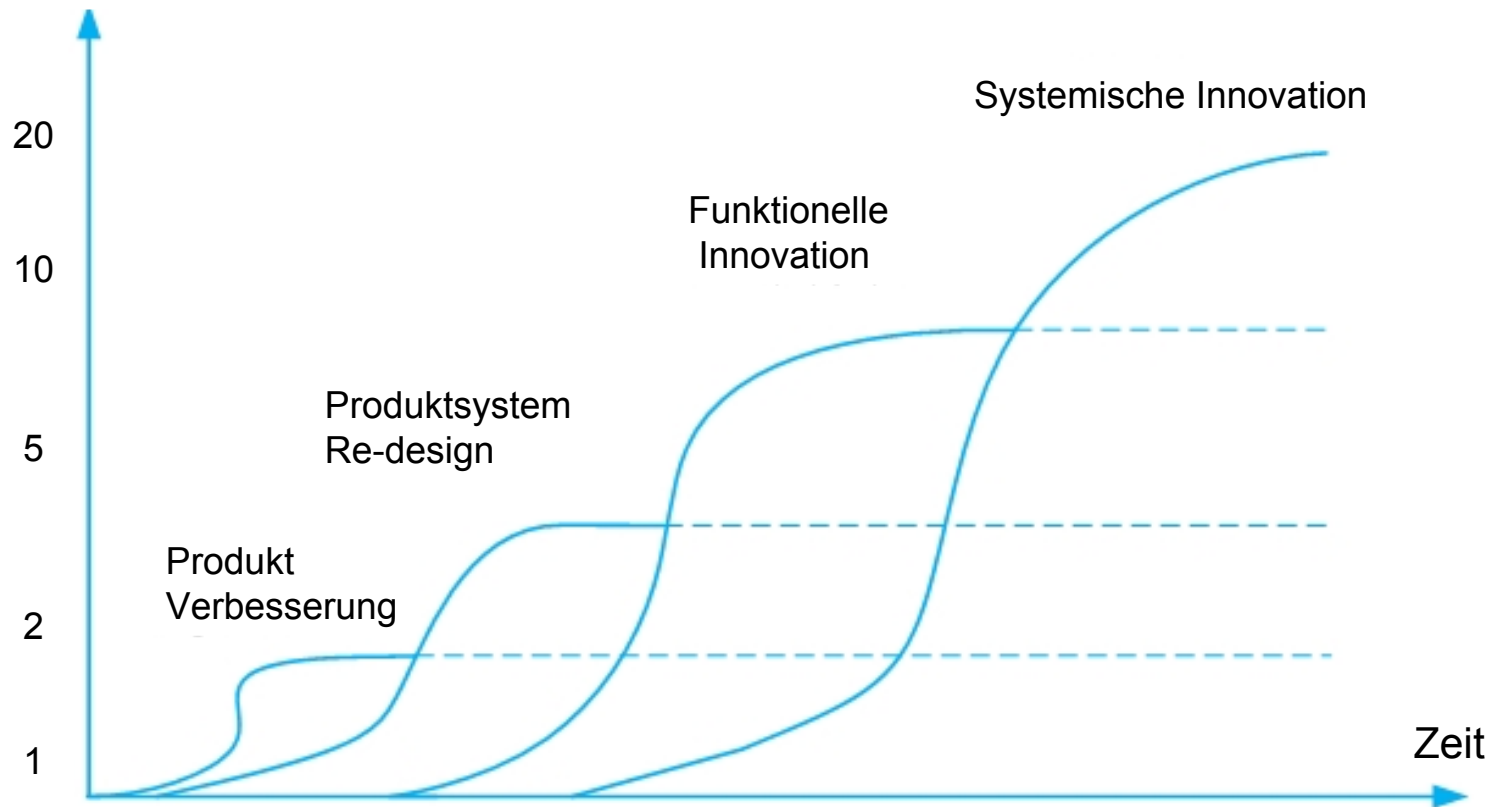 Systemische Innovation
20
Funktionelle
Innovation
10
Produktsystem
Re-design
5
Produkt
Verbesserung
2
1
Zeit